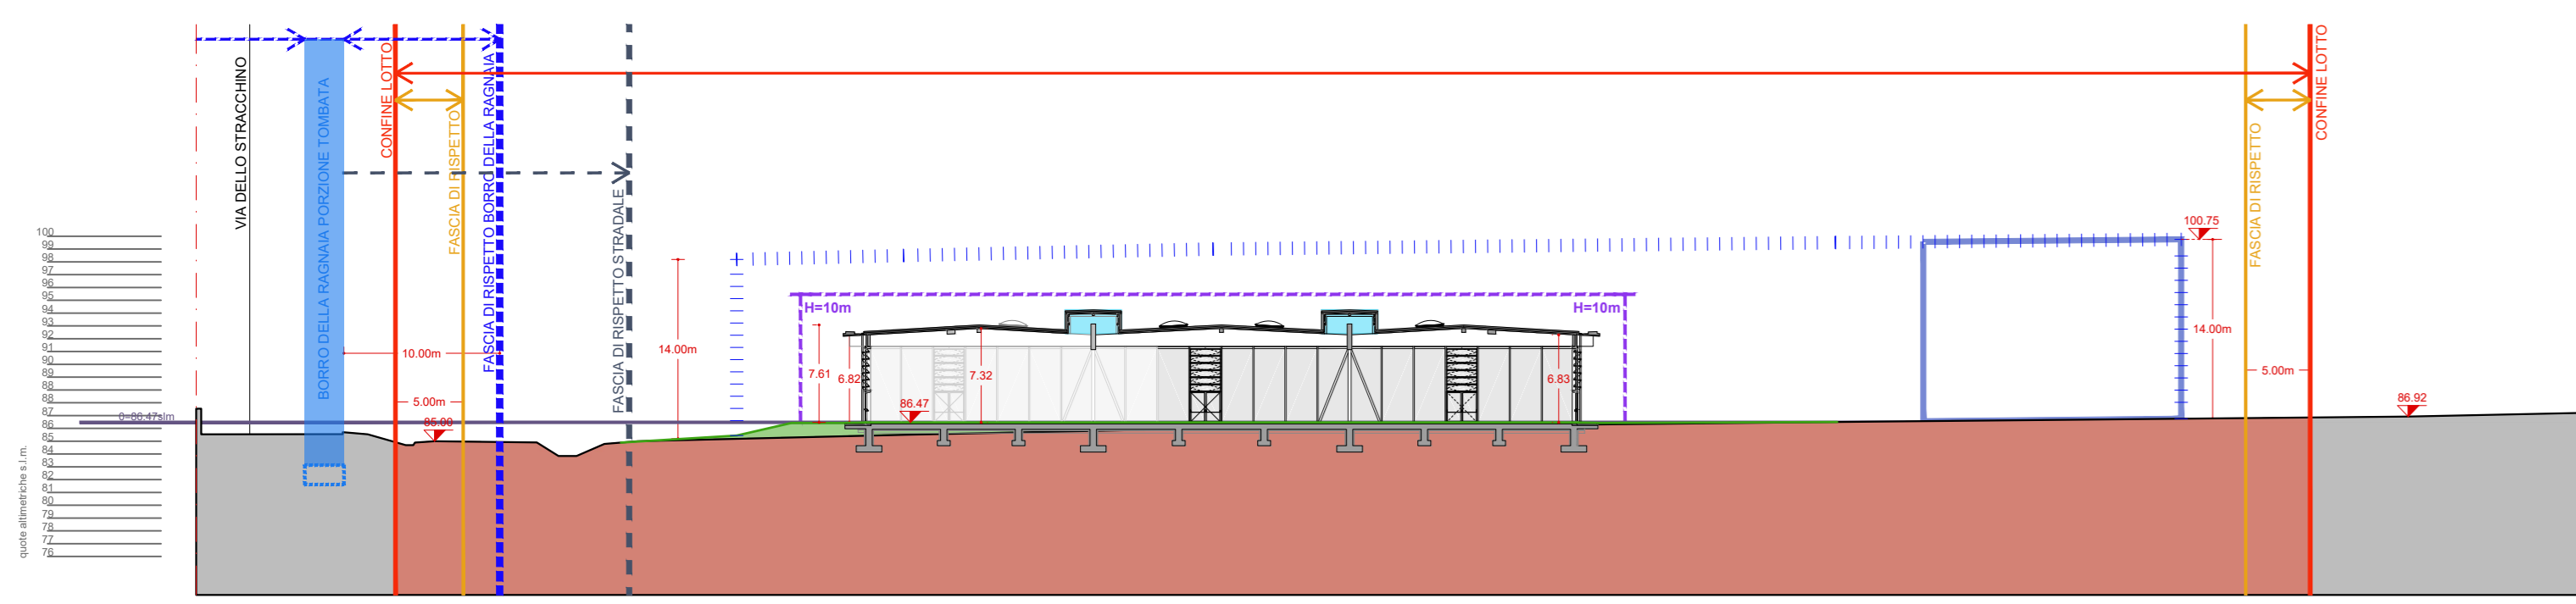 VIA DELLO STRACCHINO
BORRO DELLA RAGNAIA PORZIONE TOMBATA
CONFINE LOTTO
FASCIA DI RISPETTO
FASCIA DI RISPETTO BORRO DELLA RAGNAIA
FASCIA DI RISPETTO STRADALE
FASCIA DI RISPETTO
CONFINE LOTTO
quote altimetriche s.l.m.
100
99
98
97
96
95
94
93
92
91
90
89
88
88
87
86
85
84
83
82
81
80
79
78
77
76
0=86.47slm
10.00m
5.00m
85.00
14.00m
H=10m
H=10m
7.61
6.82
7.32
6.83
86.47
100.75
14.00m
5.00m
86.92